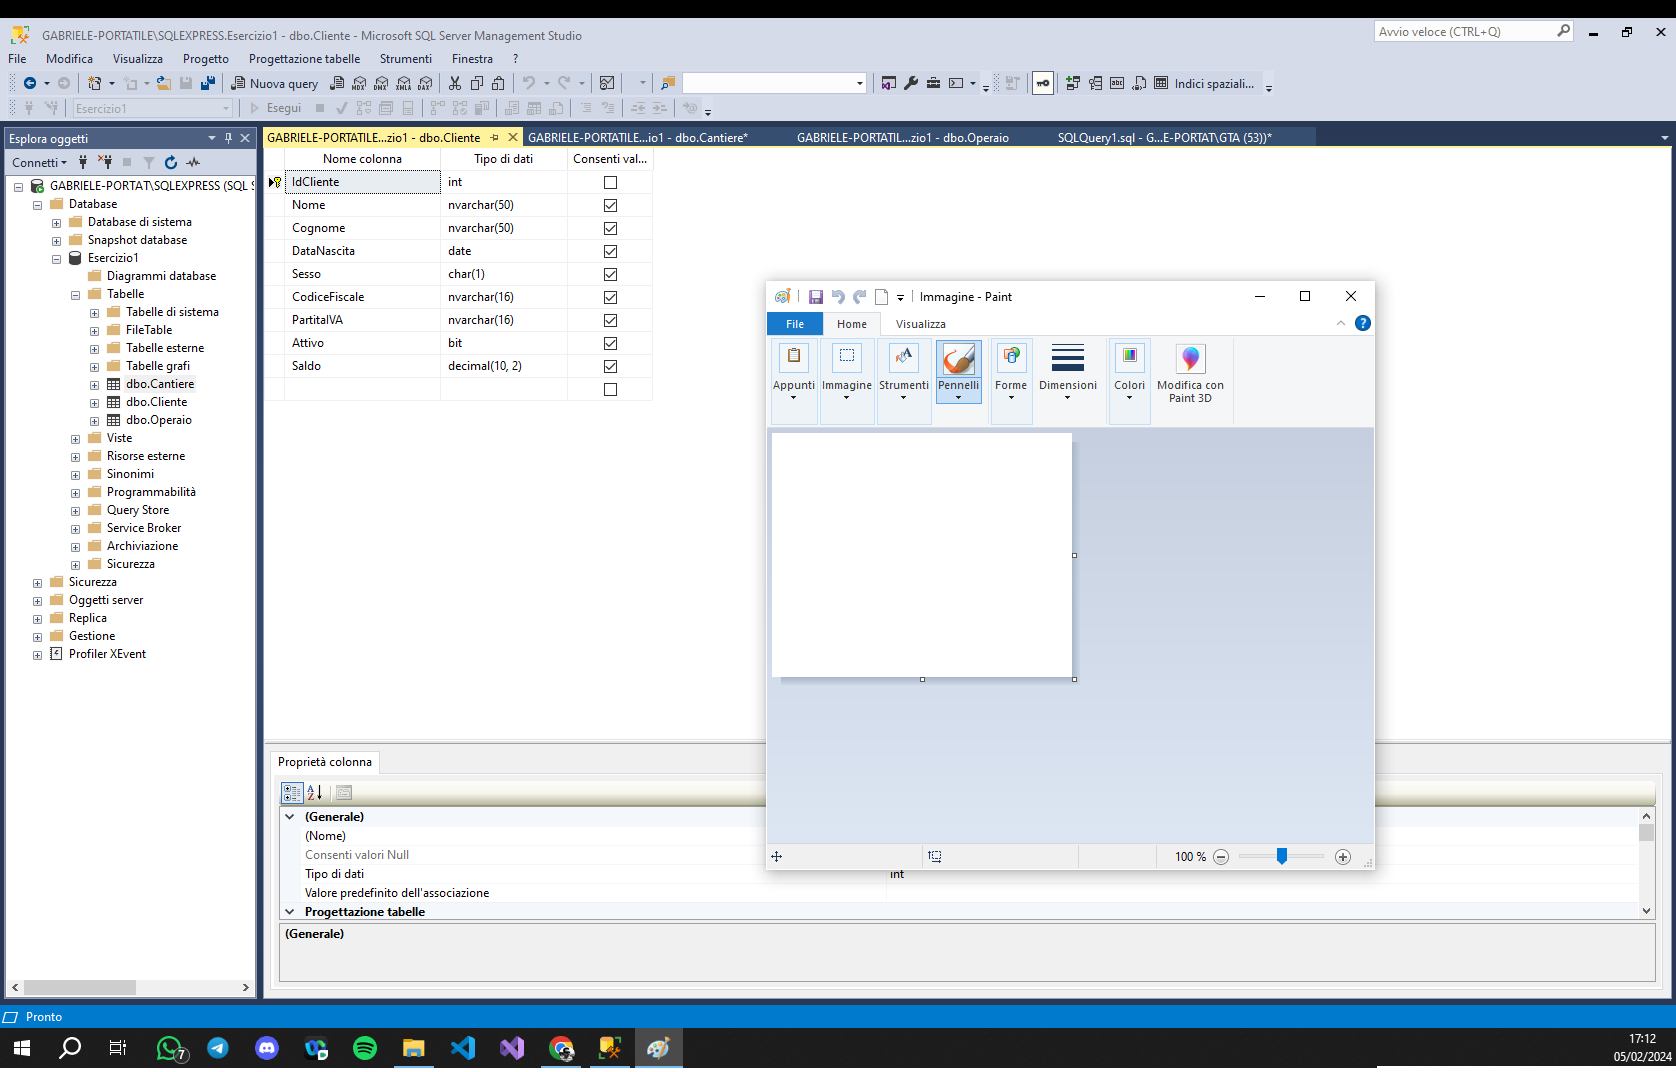 GABRIELE-PORTATILE\SQLEXPRESS.Esercizio1 - dbo.Cliente - Microsoft SQL Server Management Studio
Avvio veloce (CTRL+Q)
File Modifica Visualizza Progetto Progettazione tabelle Strumenti Finestra ?
Nuova query MDX DMX XMLA DAX Indici spaziali...
Esercizio1 Esegui
Esplora oggetti
GABRIELE-PORTATILE...zio1 - dbo.Cliente GABRIELE-PORTATILE...io1 - dbo.Cantiere* GABRIELE-PORTATIL...zio1 - dbo.Operaio SQLQuery1.sql - G...E-PORTAT\GTA (53))*
Connetti
GABRIELE-PORTAT\SQLEXPRESS (SQL S
Database
Database di sistema
Snapshot database
Esercizio1
Diagrammi database
Tabelle
Tabelle di sistema
FileTable
Tabelle esterne
Tabelle grafi
dbo.Cantiere
dbo.Cliente
dbo.Operaio
Viste
Risorse esterne
Sinonimi
Programmabilità
Query Store
Service Broker
Archiviazione
Sicurezza
Sicurezza
Oggetti server
Replica
Gestione
Profiler XEvent
Nome colonna Tipo di dati Consenti val...
IdCliente int
Nome nvarchar(50)
Cognome nvarchar(50)
DataNascita date
Sesso char(1)
CodiceFiscale nvarchar(16)
PartitaIVA nvarchar(16)
Attivo bit
Saldo decimal(10, 2)
Immagine - Paint
File Home Visualizza
Appunti Immagine Strumenti Pennelli Forme Dimensioni Colori Modifica con
Paint 3D
100 %
Proprietà colonna
(Generale)
(Nome)
Consenti valori Null
Tipo di dati int
Valore predefinito dell'associazione
Progettazione tabelle
(Generale)
Pronto
7
17:12
05/02/2024